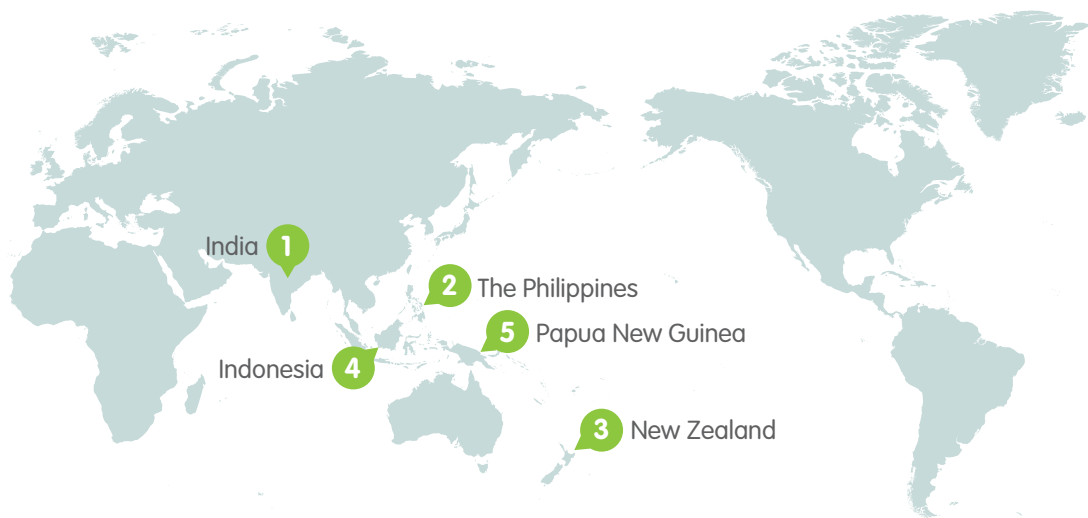 India 1
2 The Philippines
5 Papua New Guinea
Indonesia 4
3 New Zealand